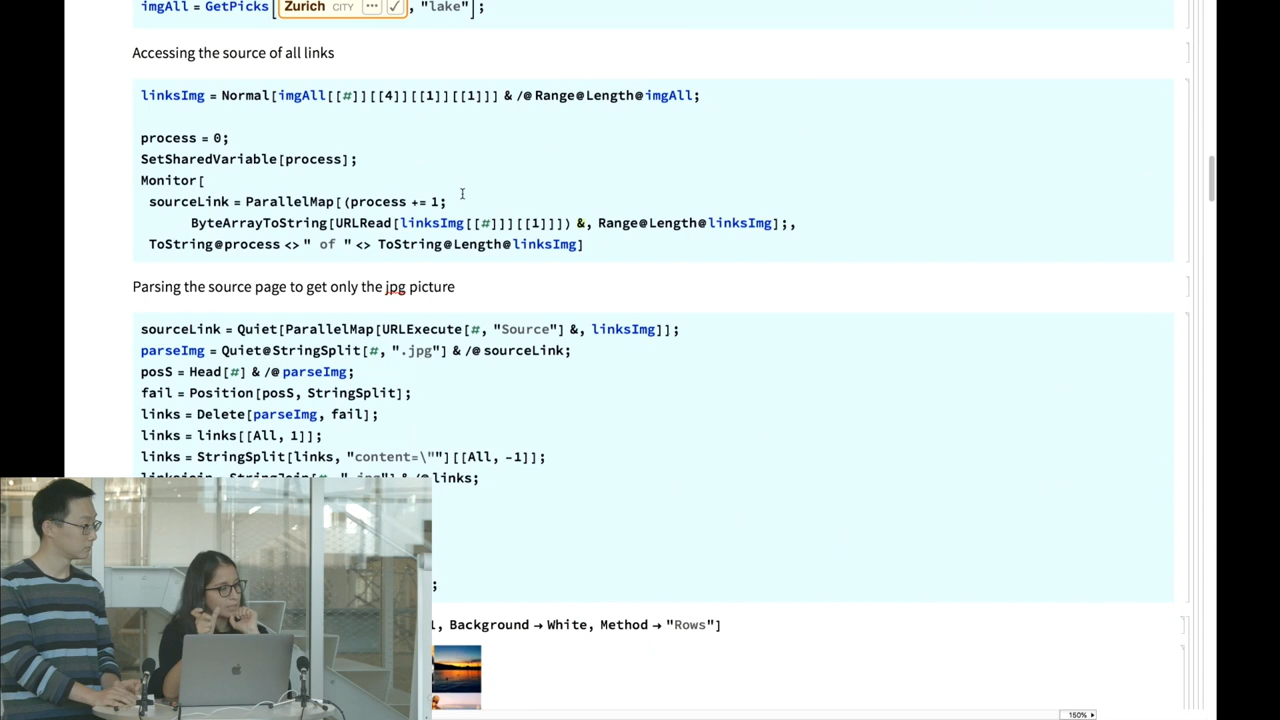 imgAll = GetPicks[ Zurich CITY ··· ✓ , "lake"];
Accessing the source of all links
linksImg = Normal[imgAll[[#]][[4]][[1]][[1]]] & /@ Range@Length@imgAll;
process = 0;
SetSharedVariable[process];
Monitor[
sourceLink = ParallelMap[(process += 1;
ByteArrayToString[URLRead[linksImg[[#]]][[1]]]) &, Range@Length@linksImg];,
ToString@process <> " of " <> ToString@Length@linksImg]
Parsing the source page to get only the jpg picture
sourceLink = Quiet[ParallelMap[URLExecute[#, "Source"] &, linksImg]];
parseImg = Quiet@StringSplit[#, ".jpg"] & /@ sourceLink;
posS = Head[#] & /@ parseImg;
fail = Position[posS, StringSplit];
links = Delete[parseImg, fail];
links = links[[All, 1]];
links = StringSplit[links, "content=\""][[All, -1]];
links;
;
, Background → White, Method → "Rows"]
150%